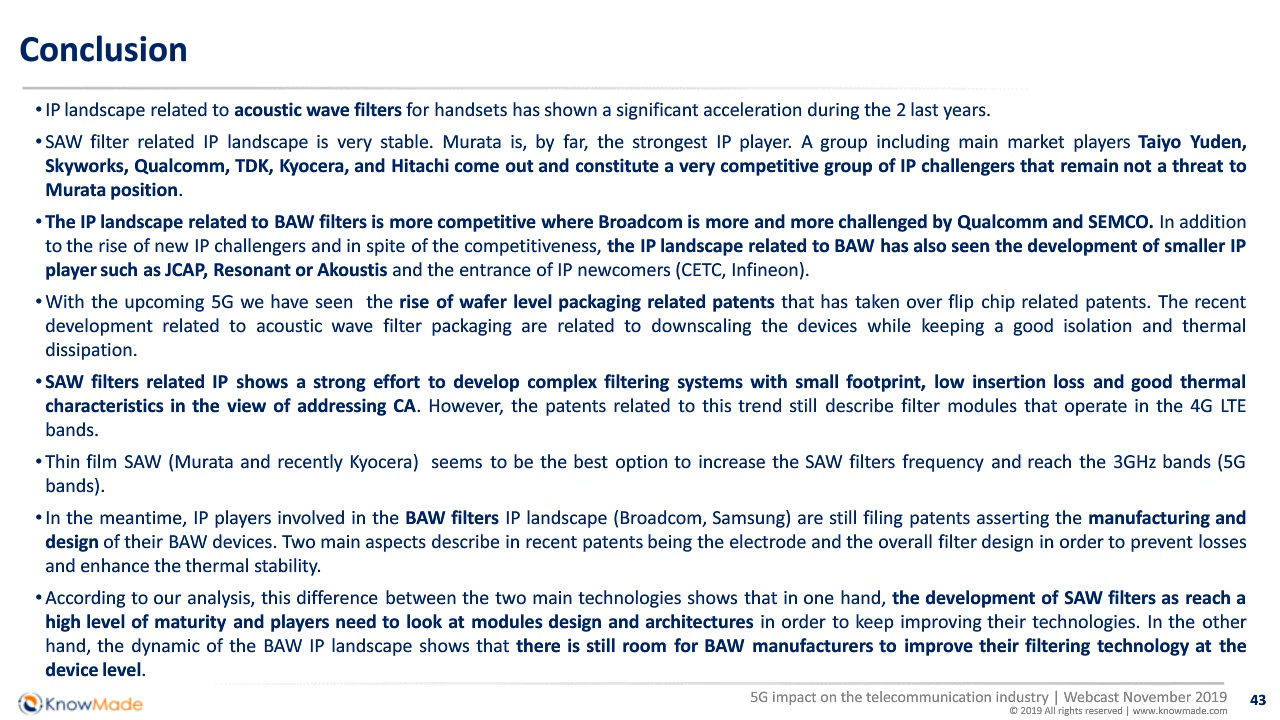 Conclusion
• IP landscape related to acoustic wave filters for handsets has shown a significant acceleration during the 2 last years.
• SAW filter related IP landscape is very stable. Murata is, by far, the strongest IP player. A group including main market players Taiyo Yuden,
Skyworks, Qualcomm, TDK, Kyocera, and Hitachi come out and constitute a very competitive group of IP challengers that remain not a threat to
Murata position.
• The IP landscape related to BAW filters is more competitive where Broadcom is more and more challenged by Qualcomm and SEMCO. In addition
to the rise of new IP challengers and in spite of the competitiveness, the IP landscape related to BAW has also seen the development of smaller IP
player such as JCAP, Resonant or Akoustis and the entrance of IP newcomers (CETC, Infineon).
• With the upcoming 5G we have seen the rise of wafer level packaging related patents that has taken over flip chip related patents. The recent
development related to acoustic wave filter packaging are related to downscaling the devices while keeping a good isolation and thermal
dissipation.
• SAW filters related IP shows a strong effort to develop complex filtering systems with small footprint, low insertion loss and good thermal
characteristics in the view of addressing CA. However, the patents related to this trend still describe filter modules that operate in the 4G LTE
bands.
• Thin film SAW (Murata and recently Kyocera) seems to be the best option to increase the SAW filters frequency and reach the 3GHz bands (5G
bands).
• In the meantime, IP players involved in the BAW filters IP landscape (Broadcom, Samsung) are still filing patents asserting the manufacturing and
design of their BAW devices. Two main aspects describe in recent patents being the electrode and the overall filter design in order to prevent losses
and enhance the thermal stability.
• According to our analysis, this difference between the two main technologies shows that in one hand, the development of SAW filters as reach a
high level of maturity and players need to look at modules design and architectures in order to keep improving their technologies. In the other
hand, the dynamic of the BAW IP landscape shows that there is still room for BAW manufacturers to improve their filtering technology at the
device level.
KnowMade
5G impact on the telecommunication industry | Webcast November 2019
© 2019 All rights reserved | www.knowmade.com
43